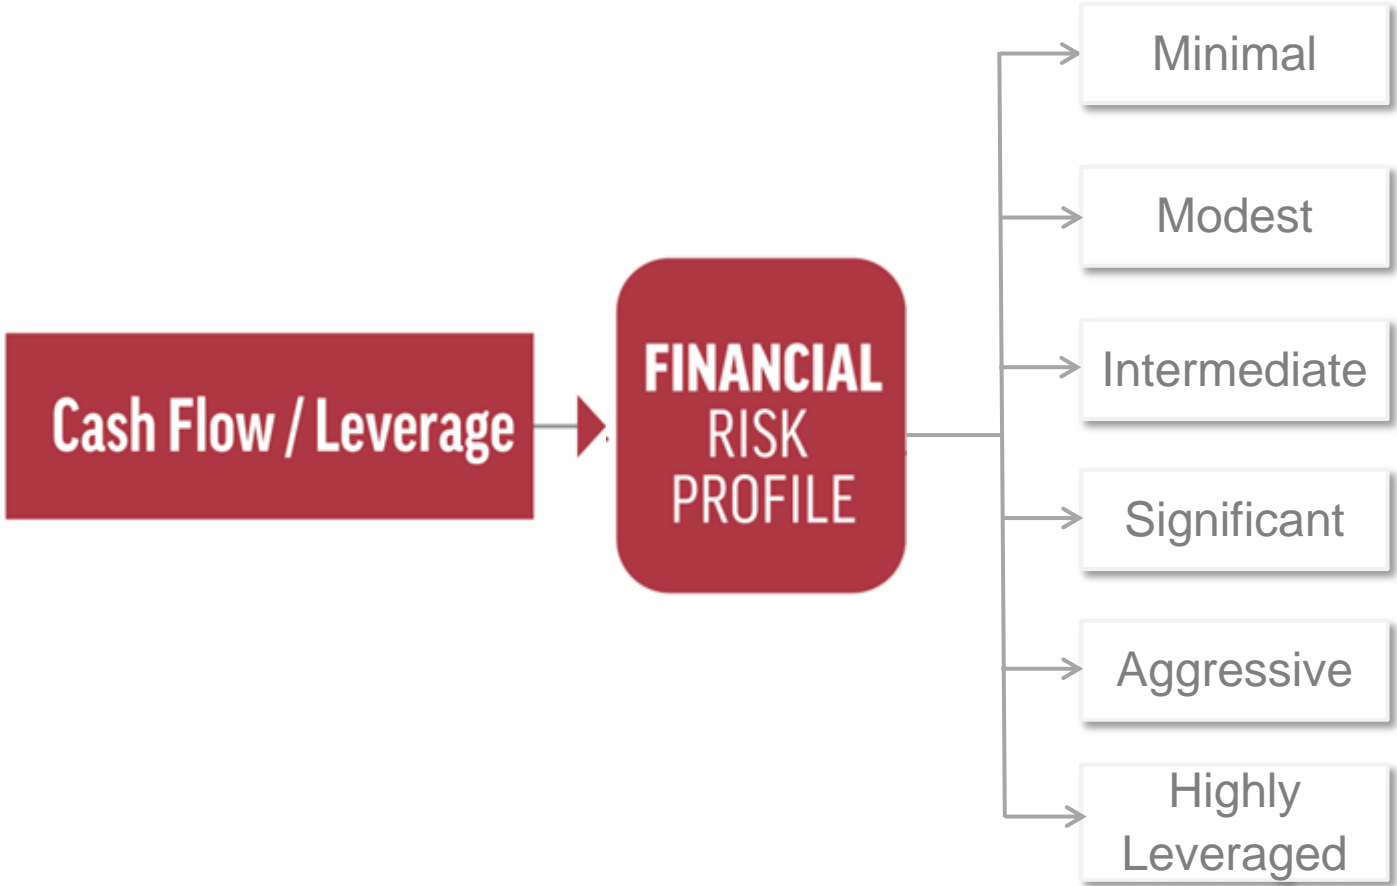 Cash Flow / Leverage
FINANCIAL
RISK
PROFILE
Minimal
Modest
Intermediate
Significant
Aggressive
Highly
Leveraged